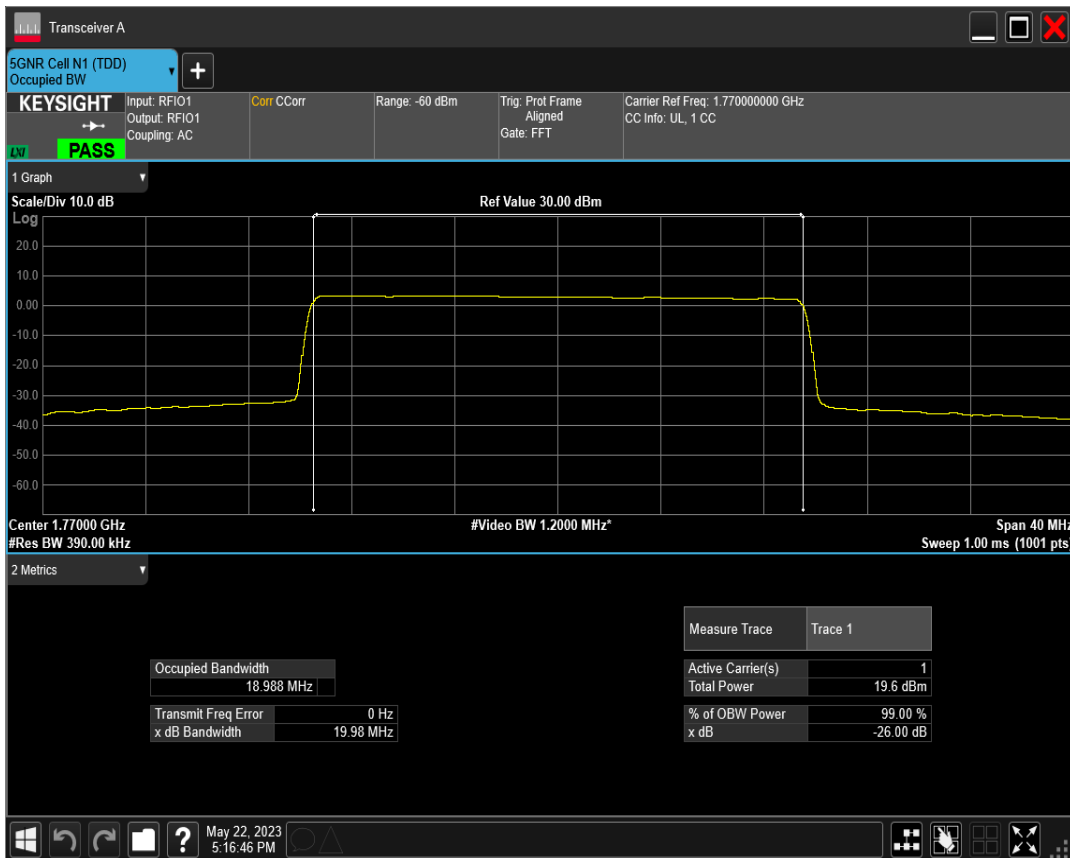 Transceiver A
5GNR Cell N1 (TDD)
Occupied BW
+
KEYSIGHT
LXI
PASS
Input: RFIO1
Output: RFIO1
Coupling: AC
Corr CCorr
Range: -60 dBm
Trig: Prot Frame
Aligned
Gate: FFT
Carrier Ref Freq: 1.770000000 GHz
CC Info: UL, 1 CC
1 Graph
Scale/Div 10.0 dB
Ref Value 30.00 dBm
Log
20.0
10.0
0.00
-10.0
-20.0
-30.0
-40.0
-50.0
-60.0
Center 1.77000 GHz
#Video BW 1.2000 MHz*
Span 40 MHz
#Res BW 390.00 kHz
Sweep 1.00 ms (1001 pts)
2 Metrics
Measure Trace Trace 1
Occupied Bandwidth
18.988 MHz
Active Carrier(s) 1
Total Power 19.6 dBm
Transmit Freq Error 0 Hz
x dB Bandwidth 19.98 MHz
% of OBW Power 99.00 %
x dB -26.00 dB
?
May 22, 2023
5:16:46 PM